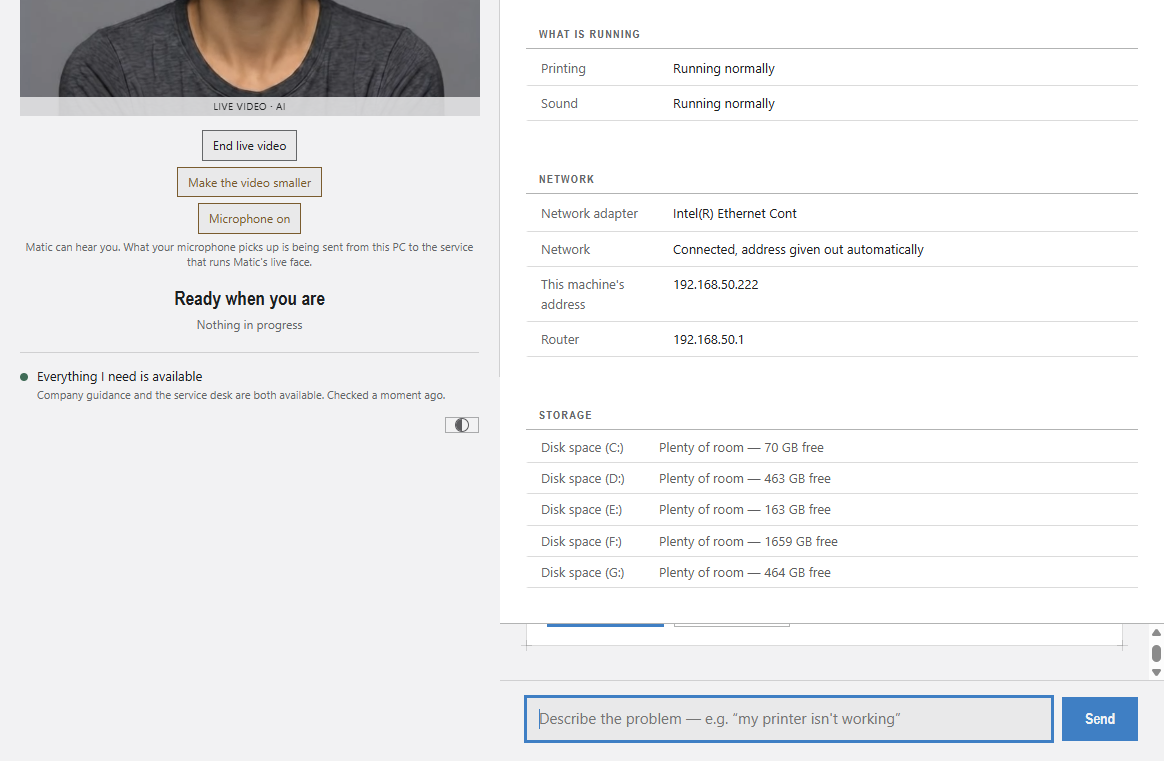 LIVE VIDEO · AI
End live video
Make the video smaller
Microphone on
Matic can hear you. What your microphone picks up is being sent from this PC to the service
that runs Matic's live face.
Ready when you are
Nothing in progress
Everything I need is available
Company guidance and the service desk are both available. Checked a moment ago.
WHAT IS RUNNING
Printing Running normally
Sound Running normally
NETWORK
Network adapter Intel(R) Ethernet Cont
Network Connected, address given out automatically
This machine's
address 192.168.50.222
Router 192.168.50.1
STORAGE
Disk space (C:) Plenty of room — 70 GB free
Disk space (D:) Plenty of room — 463 GB free
Disk space (E:) Plenty of room — 163 GB free
Disk space (F:) Plenty of room — 1659 GB free
Disk space (G:) Plenty of room — 464 GB free
Describe the problem — e.g. “my printer isn't working”
Send